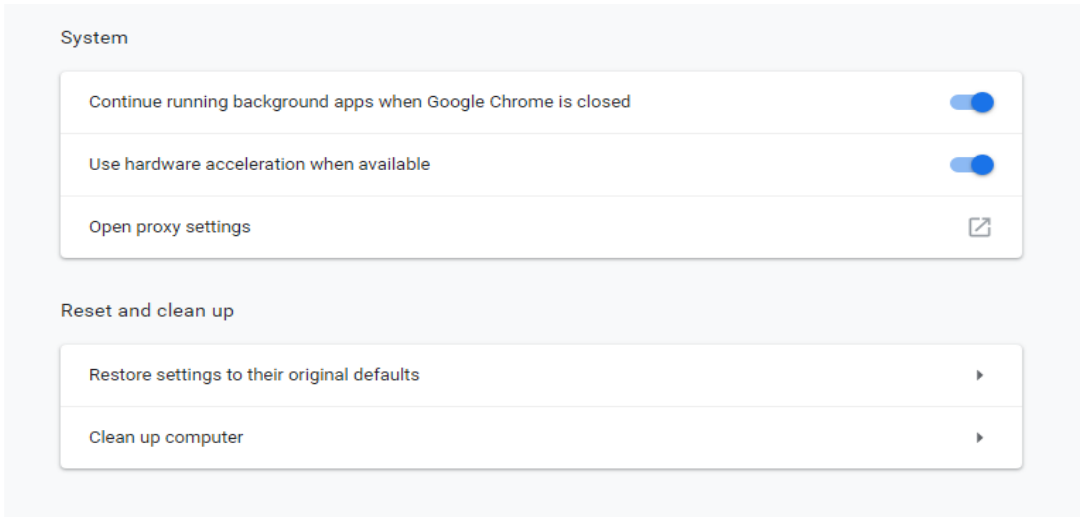 System
Continue running background apps when Google Chrome is closed
Use hardware acceleration when available
Open proxy settings
Reset and clean up
Restore settings to their original defaults
Clean up computer